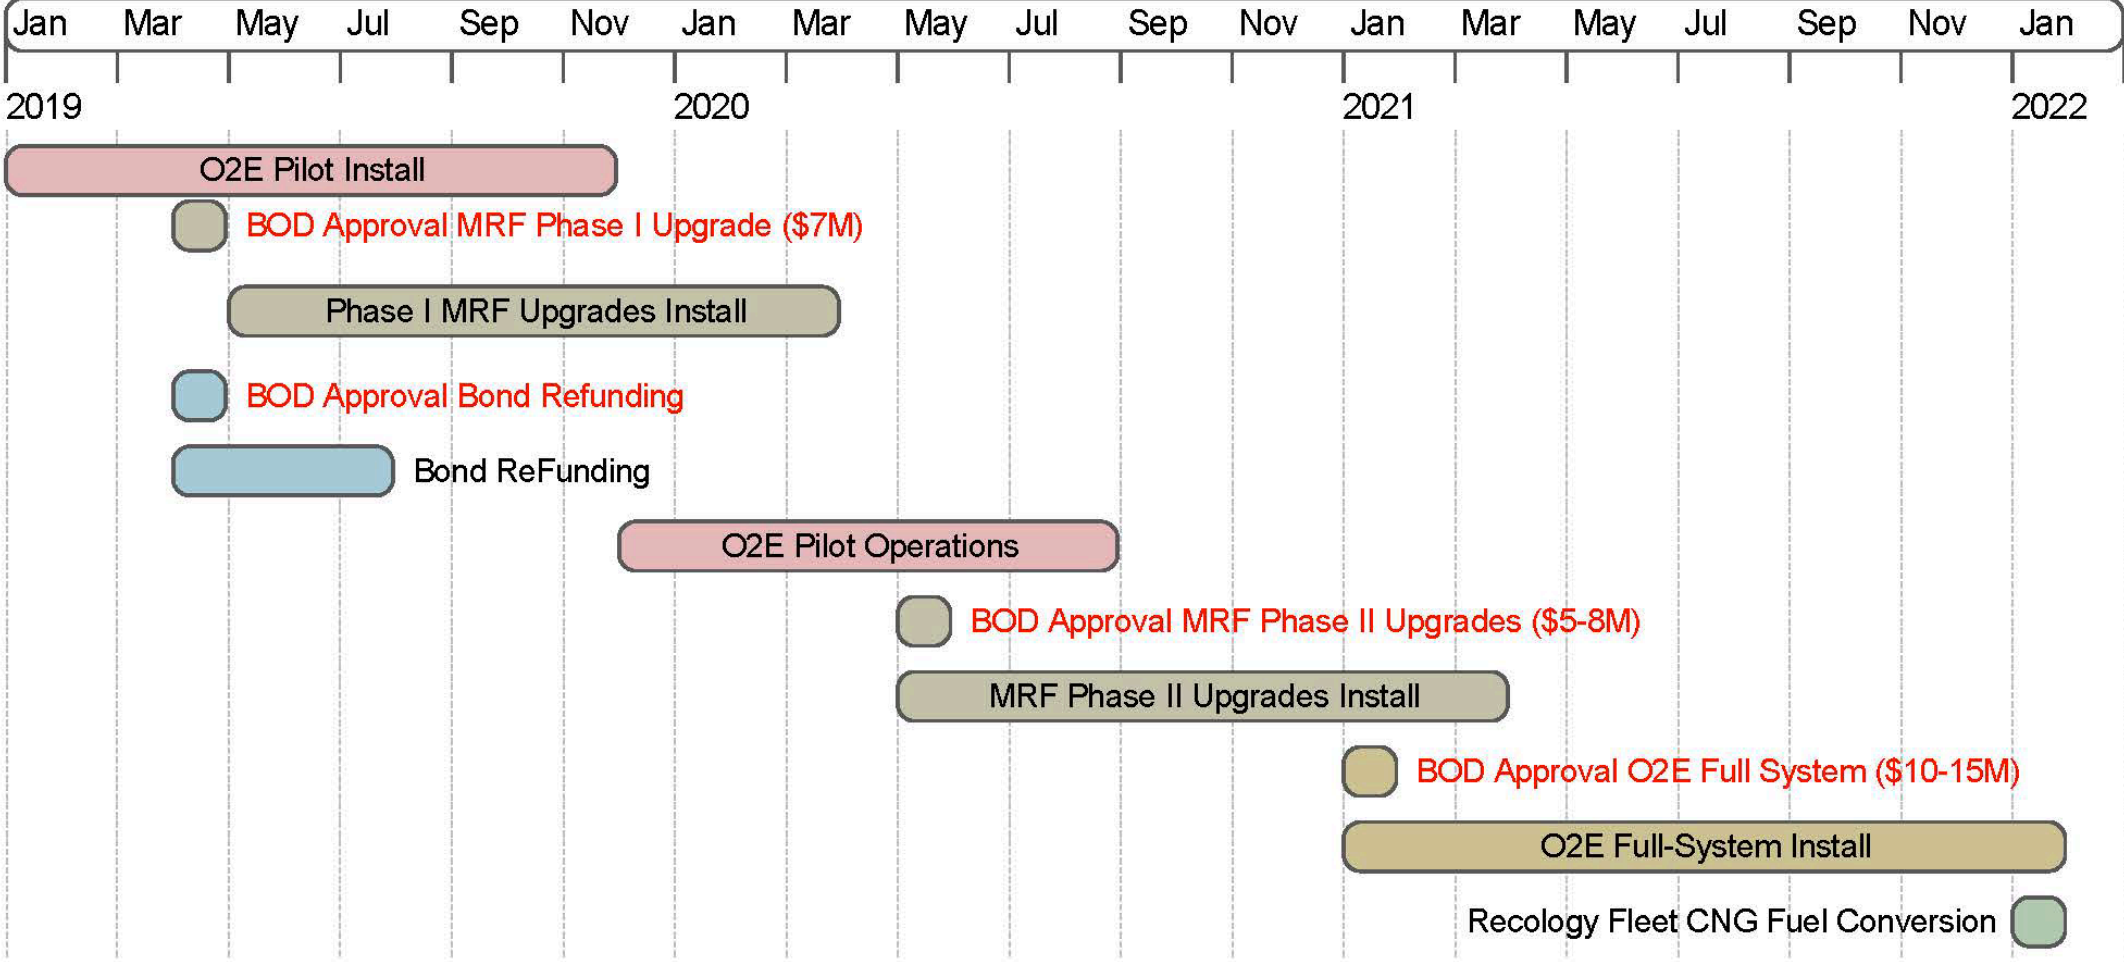 Jan Mar May Jul Sep Nov Jan Mar May Jul Sep Nov Jan Mar May Jul Sep Nov Jan
2019 2020 2021 2022
O2E Pilot Install
BOD Approval MRF Phase I Upgrade ($7M)
Phase I MRF Upgrades Install
BOD Approval Bond Refunding
Bond ReFunding
O2E Pilot Operations
BOD Approval MRF Phase II Upgrades ($5-8M)
MRF Phase II Upgrades Install
BOD Approval O2E Full System ($10-15M)
O2E Full-System Install
Recology Fleet CNG Fuel Conversion